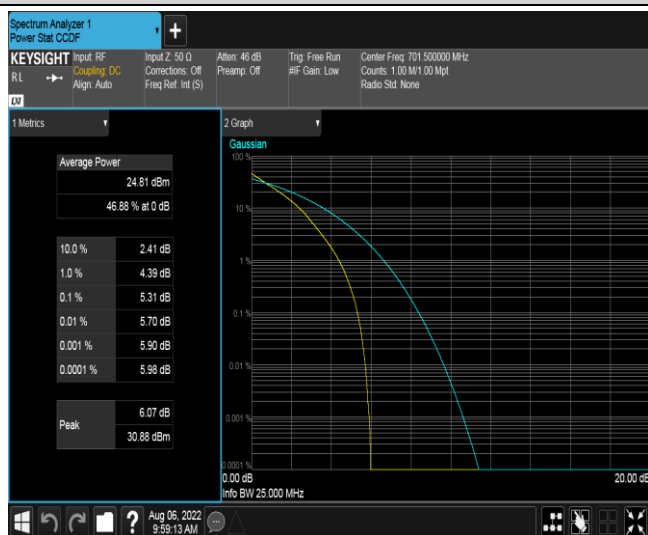 Spectrum Analyzer 1
Power Stat CCDF
+
KEYSIGHT
RL
LXI
Input: RF
Coupling: DC
Align: Auto
Input Z: 50 Ω
Corrections: Off
Freq Ref: Int (S)
Atten: 46 dB
Preamp: Off
Trig: Free Run
#IF Gain: Low
Center Freq: 701.500000 MHz
Counts: 1.00 M/1.00 Mpt
Radio Std: None
1 Metrics
Average Power
24.81 dBm
46.88 % at 0 dB
10.0 % 2.41 dB
1.0 % 4.39 dB
0.1 % 5.31 dB
0.01 % 5.70 dB
0.001 % 5.90 dB
0.0001 % 5.98 dB
Peak
6.07 dB
30.88 dBm
2 Graph
Gaussian
100 %
10 %
1 %
0.1 %
0.01 %
0.001 %
0.0001 %
0.00 dB 20.00 dB
Info BW 25.000 MHz
?
Aug 06, 2022
9:59:13 AM